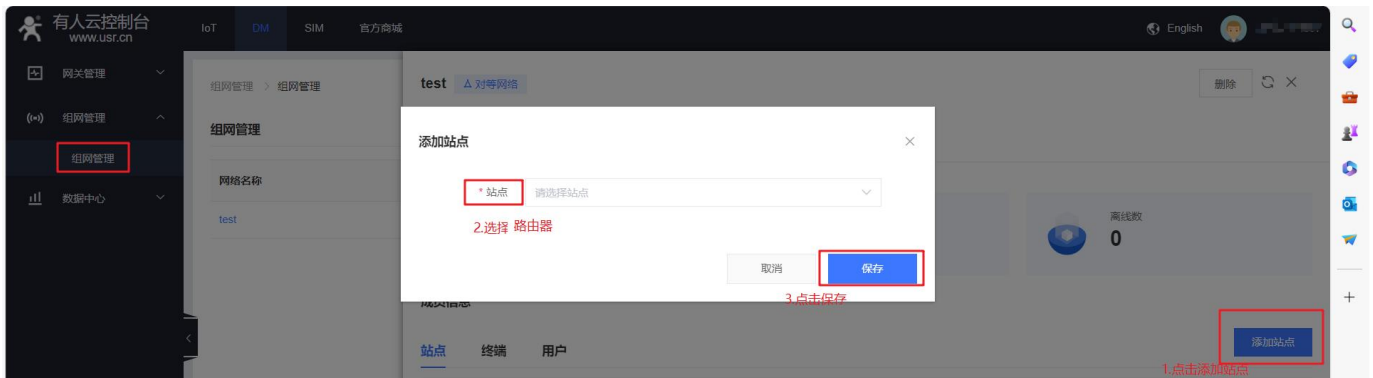 有人云控制台
www.usr.cn
IoT
DM
SIM
官方商城
English
网关管理
组网管理
组网管理
数据中心
组网管理 > 组网管理
组网管理
网络名称
test
test
对等网络
删除
添加站点
* 站点
请选择站点
2.选择 路由器
取消
保存
3.点击保存
离线数
0
成员信息
站点
终端
用户
添加站点
1.点击添加站点